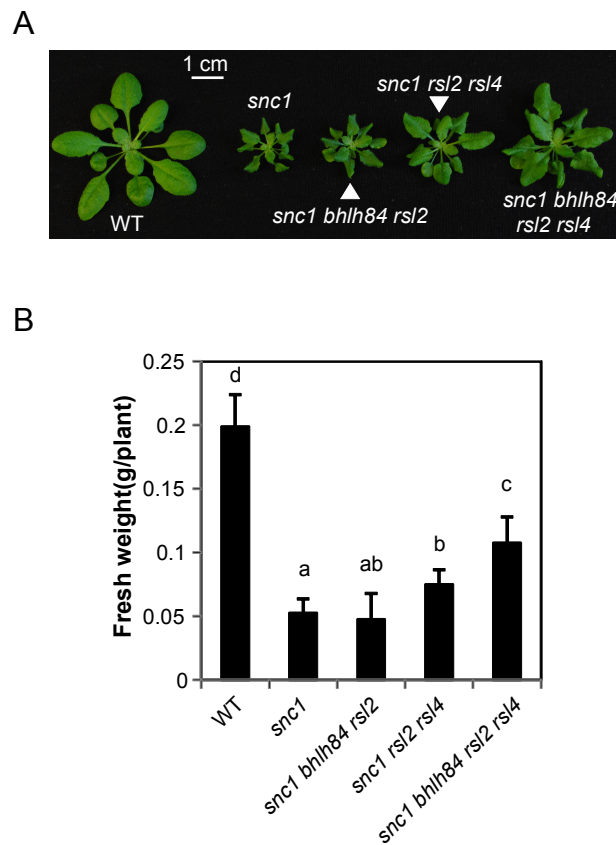 A
1 cm
snc1
snc1 rsl2 rsl4
WT
snc1 bhlh84 rsl2
snc1 bhlh84
rsl2 rsl4
B
Fresh weight(g/plant)
0.25
0.2
0.15
0.1
0.05
0
d
a
ab
b
c
WT
snc1
snc1 bhlh84 rsl2
snc1 rsl2 rsl4
snc1 bhlh84 rsl2 rsl4